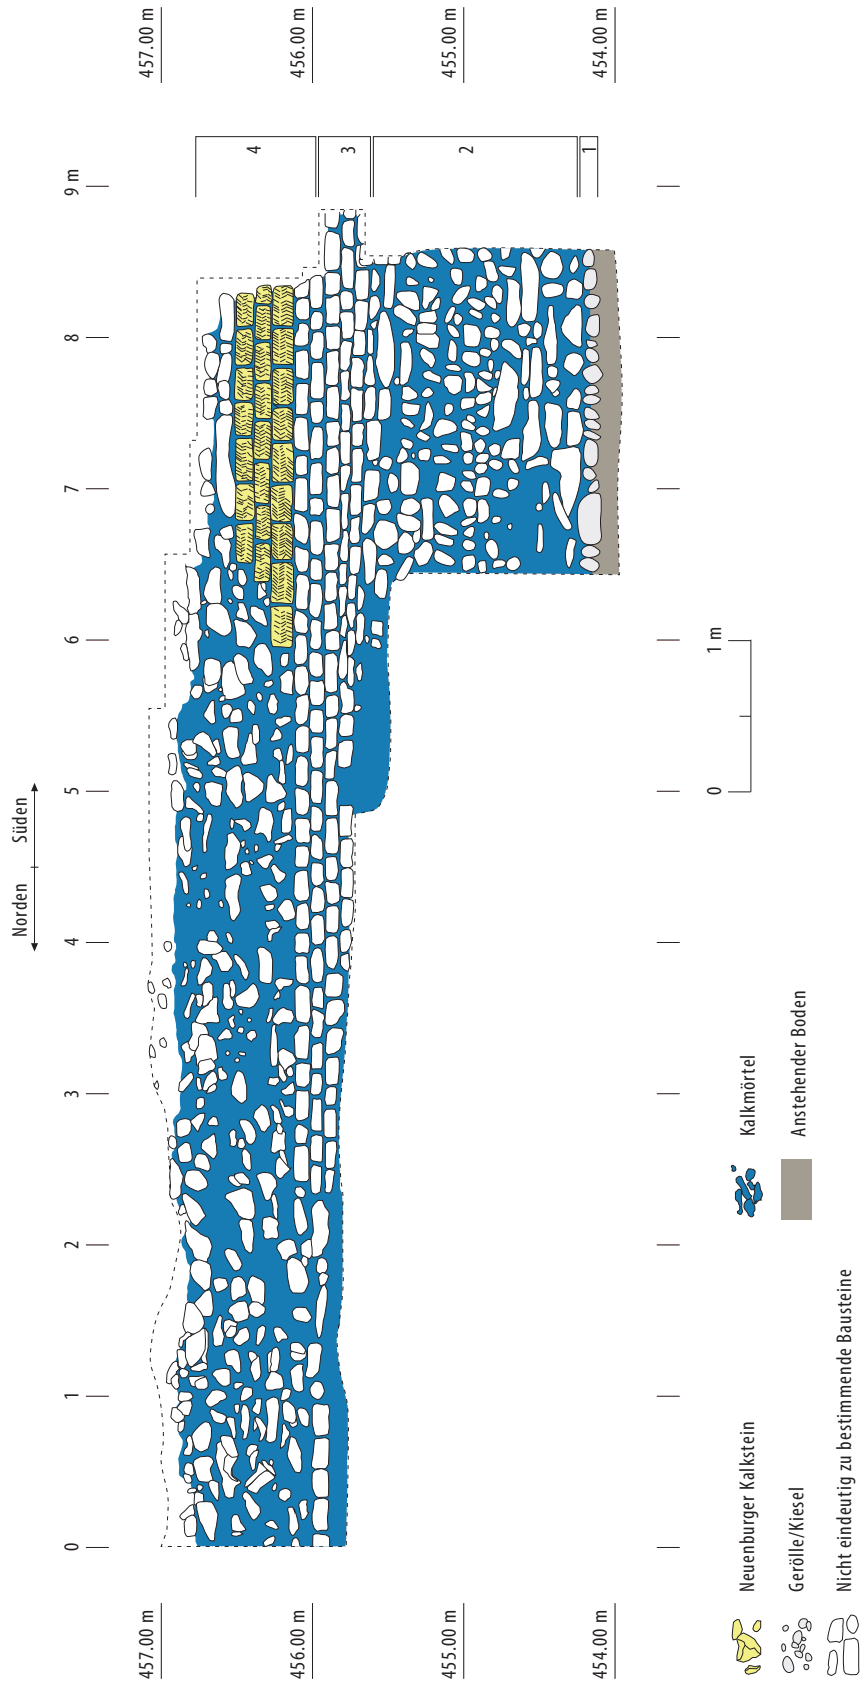 Norden Süden
0 1 2 3 4 5 6 7 8 9 m
457.00 m
457.00 m
456.00 m
456.00 m
455.00 m
455.00 m
454.00 m
454.00 m
4
3
2
1
0 1 m
Neuenburger Kalkstein
Kalkmörtel
Gerölle/Kiesel
Anstehender Boden
Nicht eindeutig zu bestimmende Bausteine